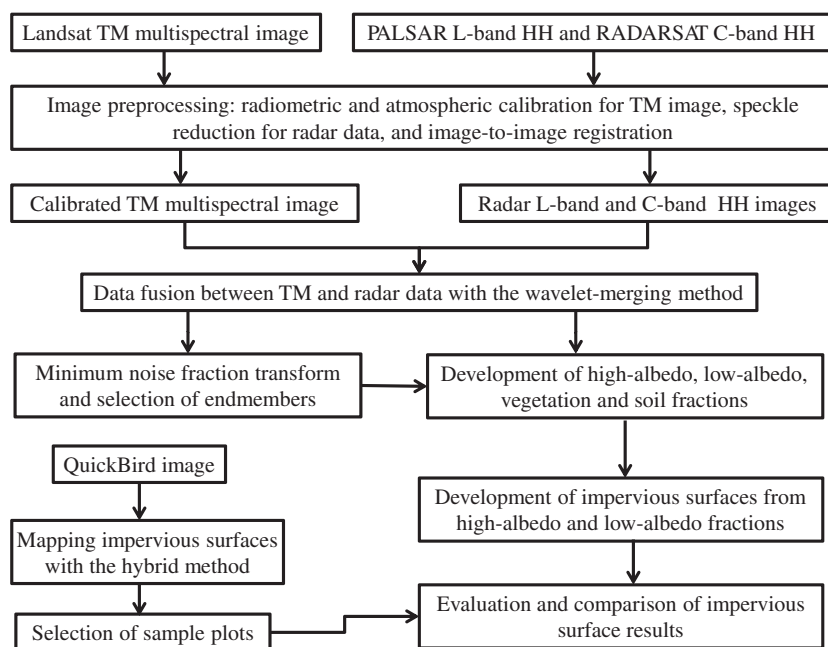 Landsat TM multispectral image
PALSAR L-band HH and RADARSAT C-band HH
Image preprocessing: radiometric and atmospheric calibration for TM image, speckle
reduction for radar data, and image-to-image registration
Calibrated TM multispectral image
Radar L-band and C-band HH images
Data fusion between TM and radar data with the wavelet-merging method
Minimum noise fraction transform
and selection of endmembers
Development of high-albedo, low-albedo,
vegetation and soil fractions
QuickBird image
Development of impervious surfaces from
high-albedo and low-albedo fractions
Mapping impervious surfaces
with the hybrid method
Selection of sample plots
Evaluation and comparison of impervious
surface results